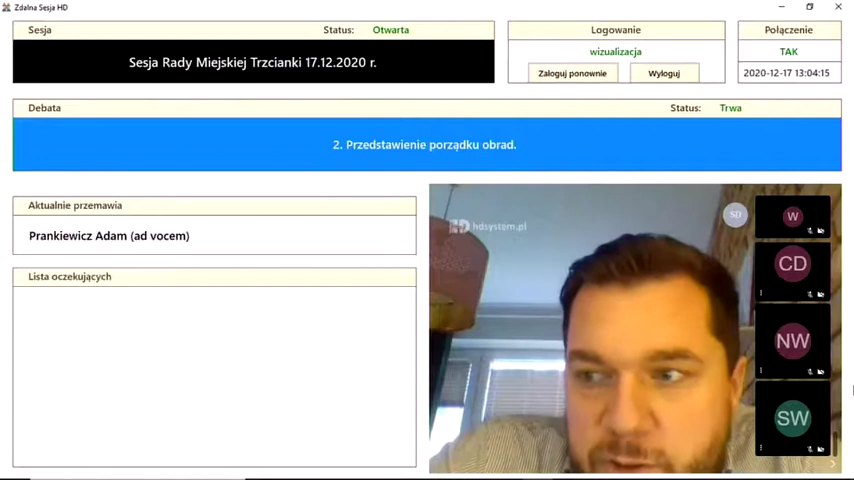 Zdalna Sesja HD
Sesja
Status: Otwarta
Sesja Rady Miejskiej Trzcianki 17.12.2020 r.
Logowanie
wizualizacja
Zaloguj ponownie
Wyloguj
Połączenie
TAK
2020-12-17 13:04:15
Debata
Status: Trwa
2. Przedstawienie porządku obrad.
Aktualnie przemawia
Prankiewicz Adam (ad vocem)
Lista oczekujących
HD hdsystem.pl
SD
W
CD
NW
SW